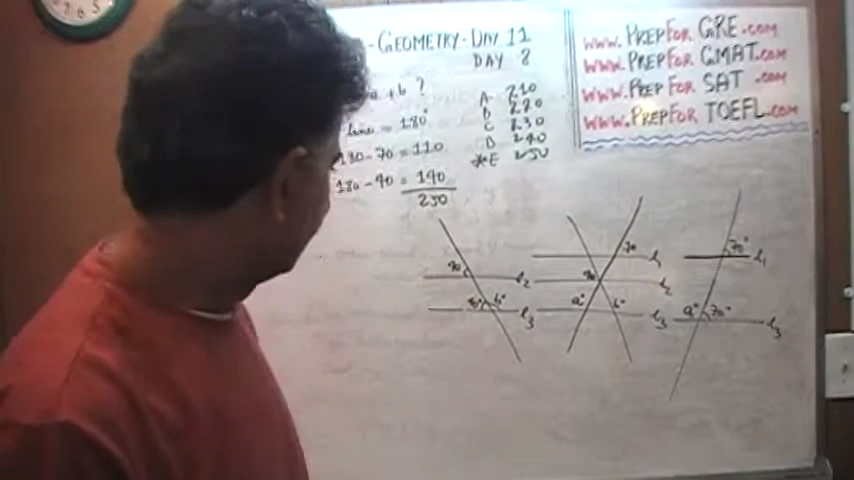 - GEOMETRY - DAY 11
DAY 8
a + b ?
line = 180°
180 - 70 = 110
180 - 40 = 140
250
A- 210
B 220
C 230
D 240
*E 250
www. PREPFOR GRE.com
www. PREPFOR GMAT.com
www. PREPFOR SAT .com
www. PREPFOR TOEFL.com
40
l2
b°
l3
70
l1
l2
a°
b°
l3
70°
l1
a°
70°
l3